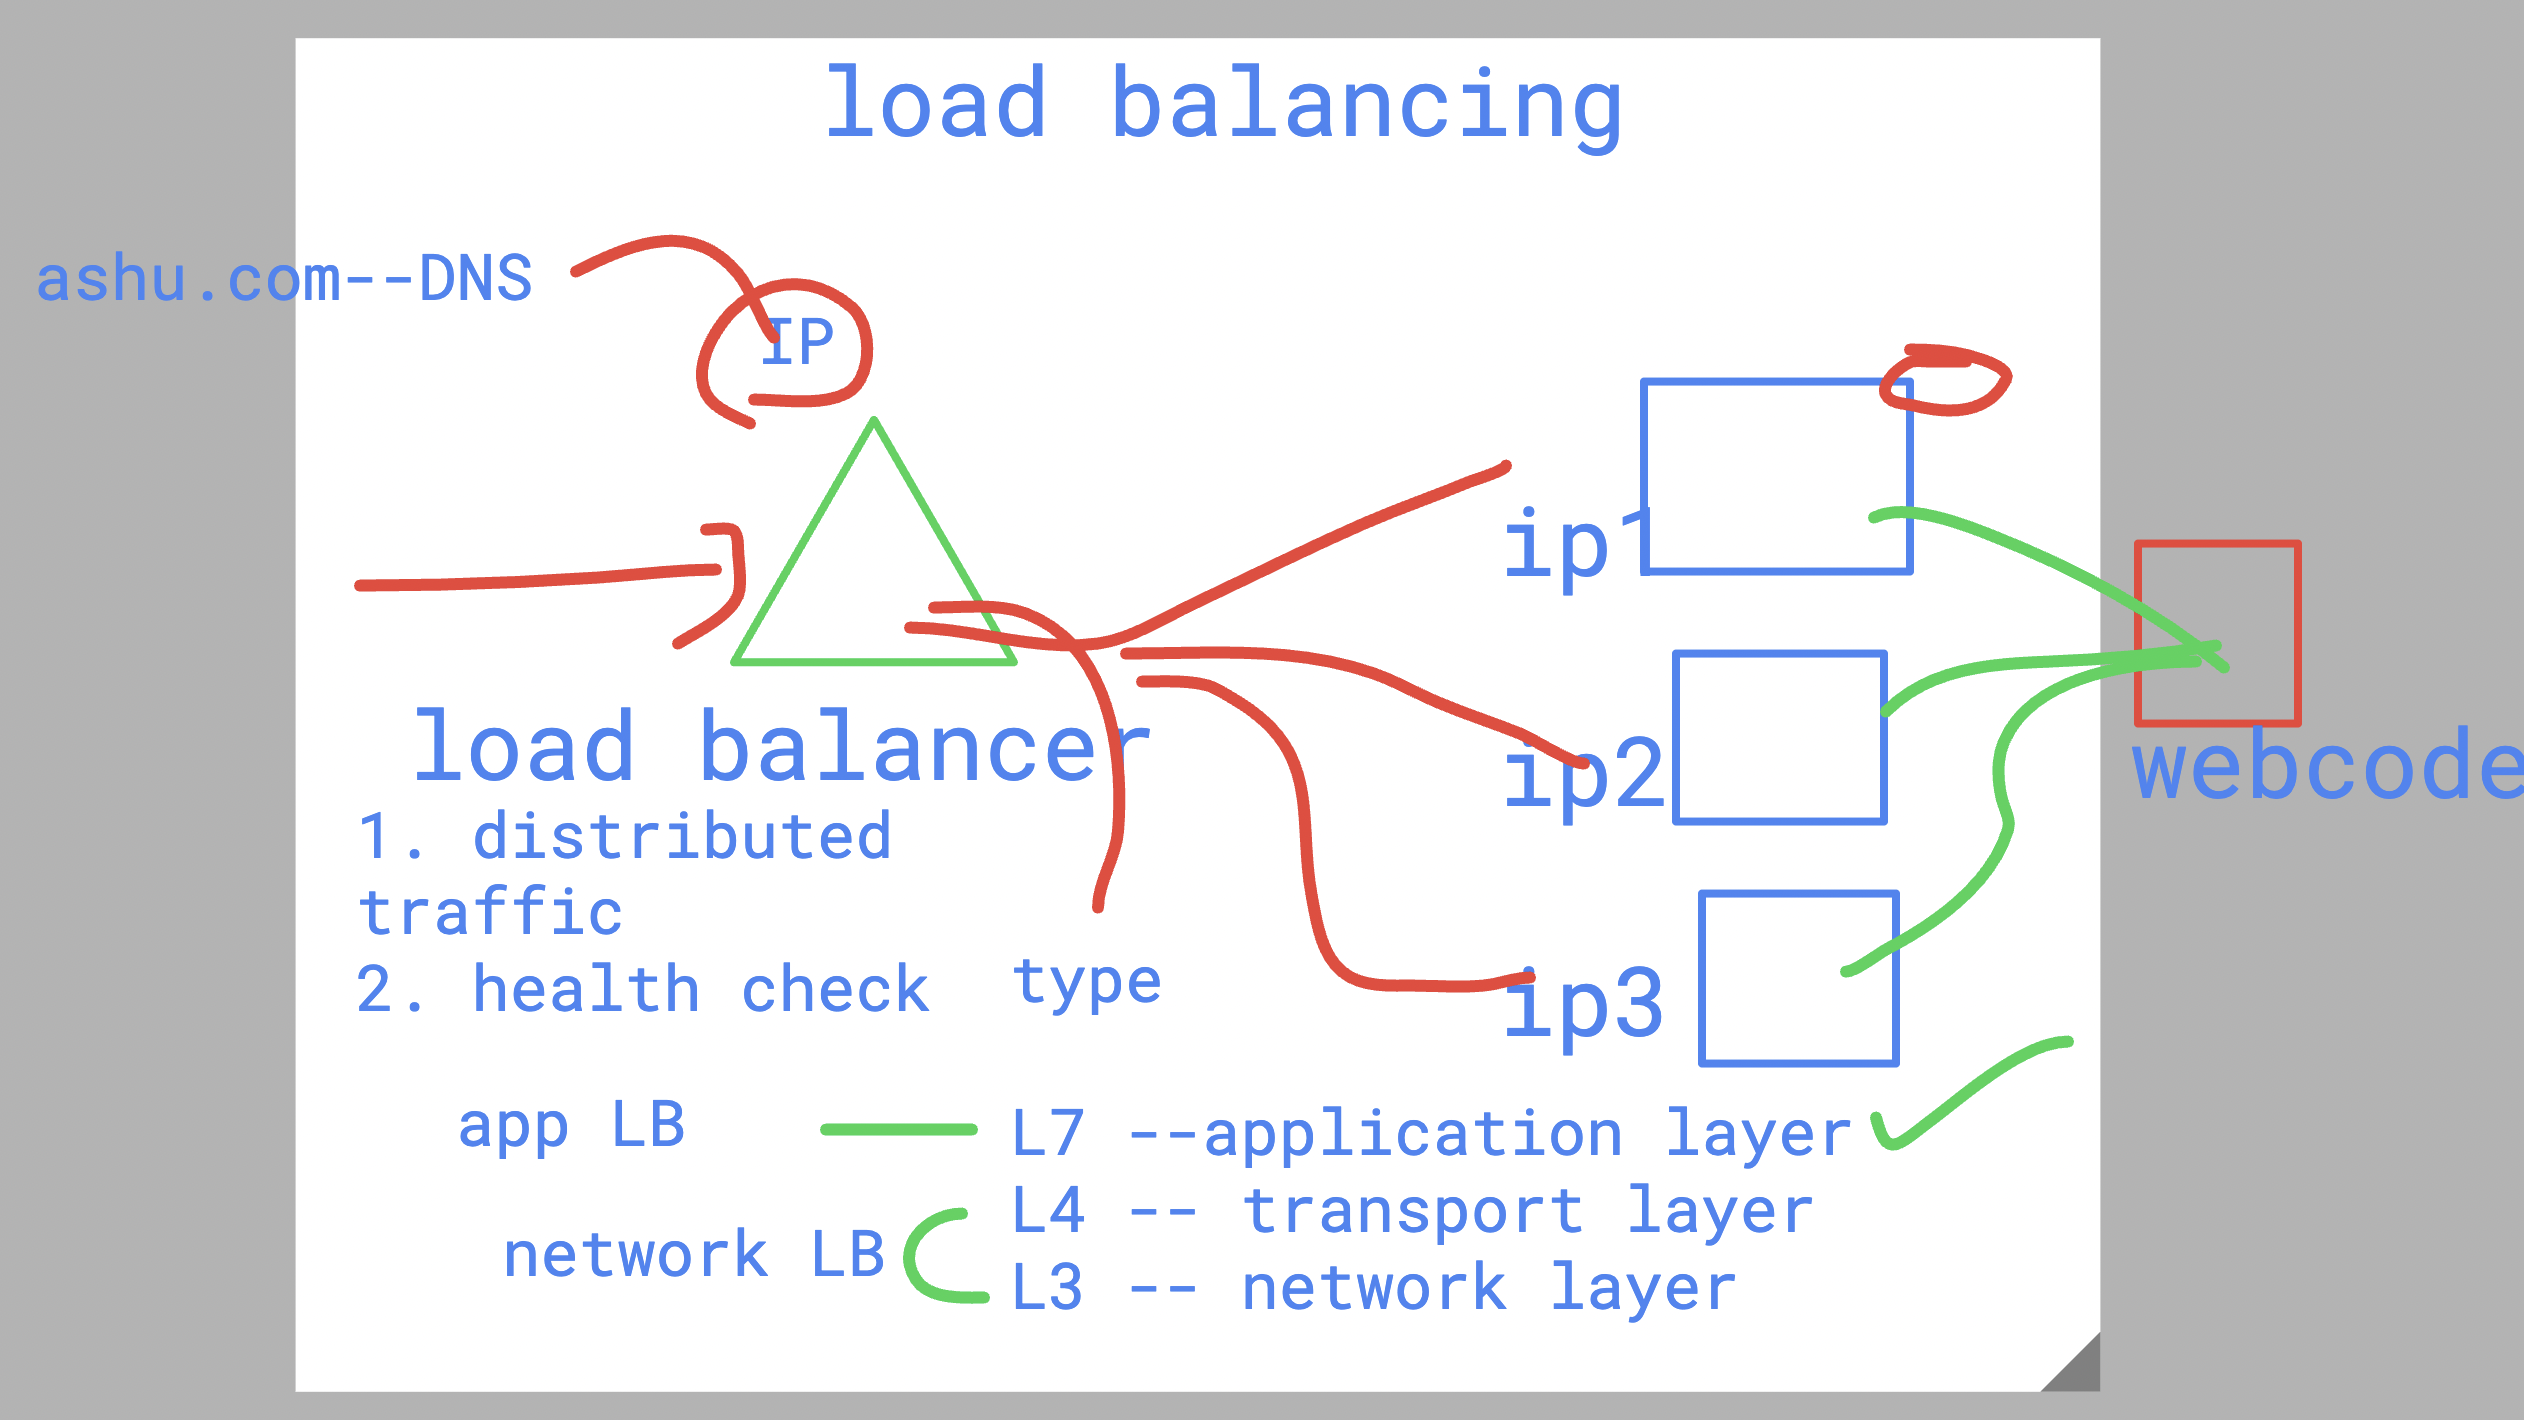 load balancing
ashu.com--DNS
IP
ip1
ip2
webcode
load balancer
1. distributed
traffic
2. health check
type
ip3
app LB
L7 --application layer
L4 -- transport layer
network LB
L3 -- network layer